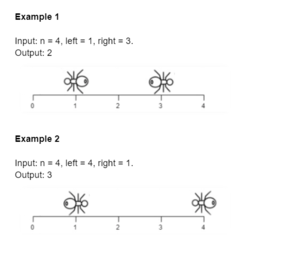 Example 1
Input: n = 4, left = 1, right = 3.
Output: 2
0 1 2 3 4
Example 2
Input: n = 4, left = 4, right = 1.
Output: 3
0 1 2 3 4